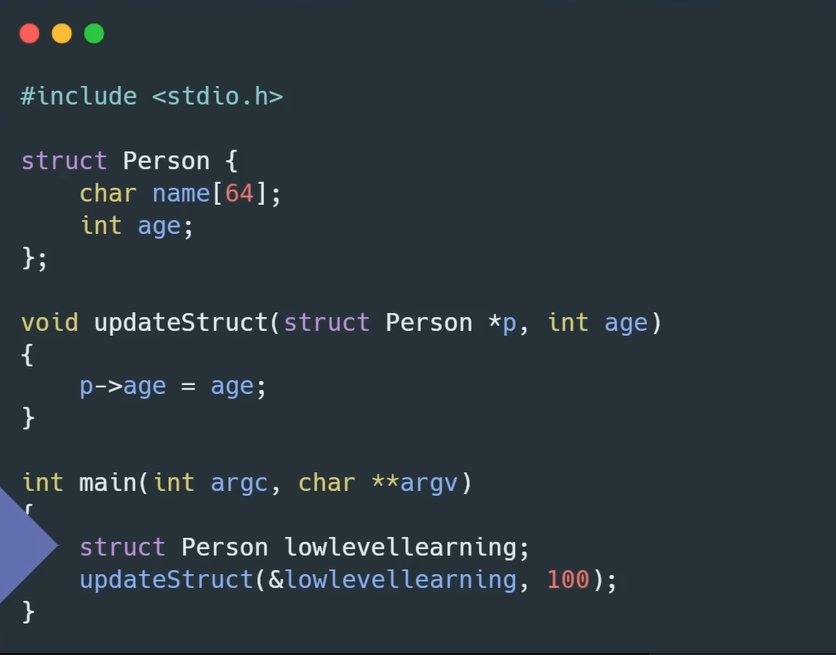 #include <stdio.h>
struct Person {
    char name[64];
    int age;
};
void updateStruct(struct Person *p, int age)
{
    p->age = age;
}
int main(int argc, char **argv)
{
    struct Person lowlevellearning;
    updateStruct(&lowlevellearning, 100);
}